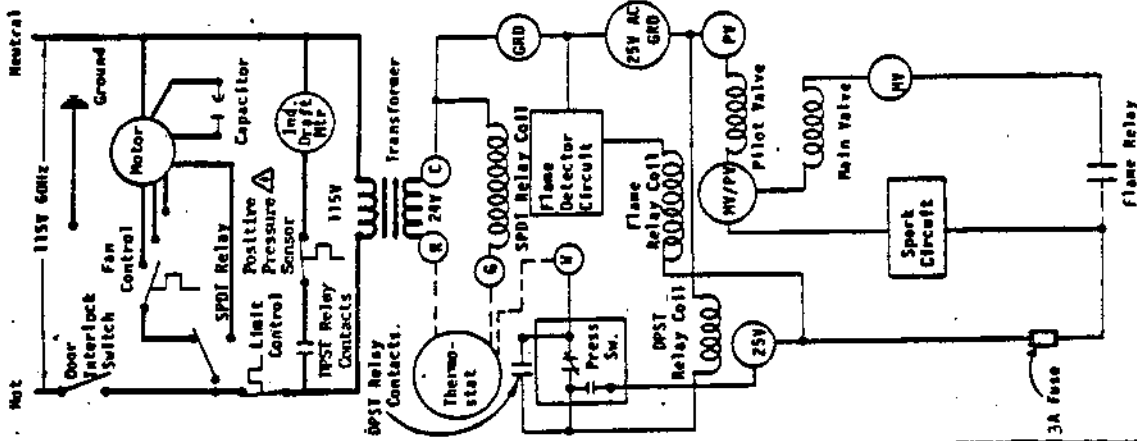 Hot
115V 60Hz
Neutral
Door
Interlock
Switch
Ground
Fan
Control
Motor
Capacitor
SPDT Relay
Limit
Control
Positive
Pressure
Sensor
Ind.
Draft
Mtr
DPST Relay
Contacts
115V
Transformer
24V
R
C
Thermo-
stat
DPST Relay
Contacts.
G
SPDT Relay Coil
GRD
W
Press
Sw.
Flame
Detector
Circuit
25V AC
GRD
Flame
Relay Coil
DPST
Relay Coil
25V
PV
MV/PV
Pilot Valve
Main Valve
MV
Spark
Circuit
3A Fuse
Flame Relay